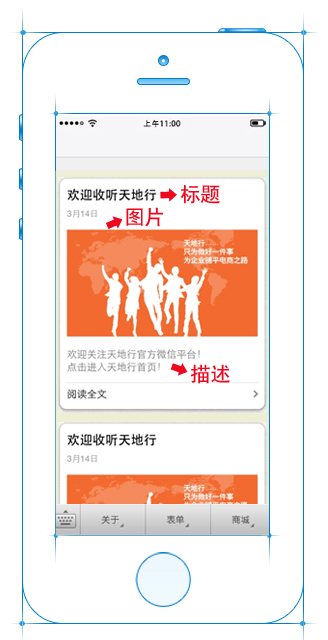 上午11:00
欢迎收听天地行 标题
3月14日
图片
天地行
只为做好一件事
为企业铺平电商之路
欢迎关注天地行官方微信平台!
点击进入天地行首页!
描述
阅读全文
欢迎收听天地行
3月14日
天地行
只为做好一件事
为企业铺平电商之路
关于 表单 商城